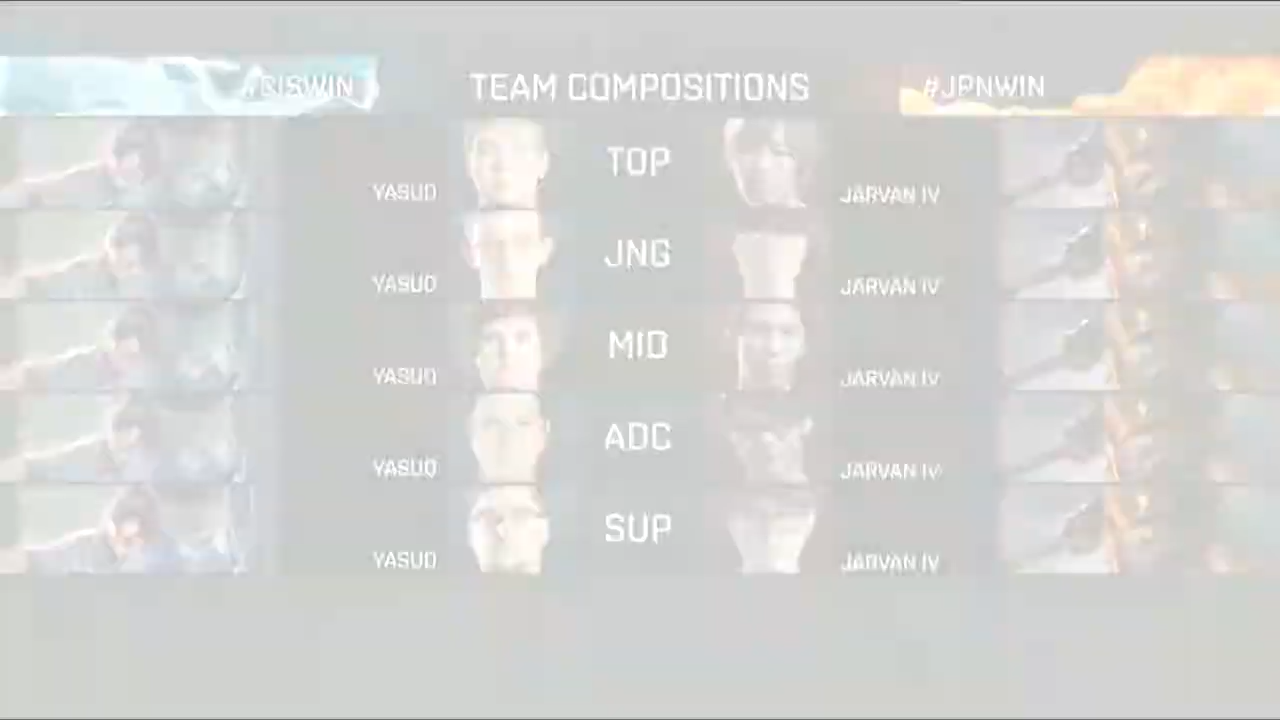 #CISWIN TEAM COMPOSITIONS #JPNWIN
YASUO TOP JARVAN IV
YASUO JNG JARVAN IV
YASUO MID JARVAN IV
YASUO ADC JARVAN IV
YASUO SUP JARVAN IV